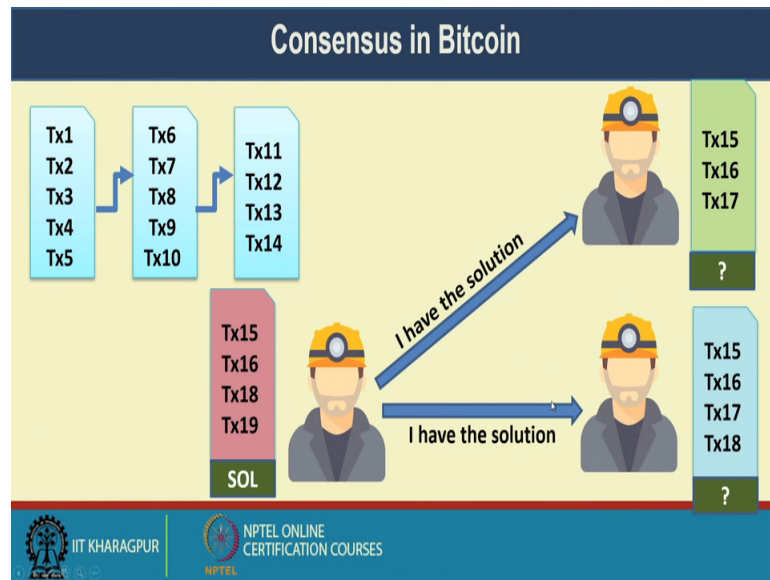 Consensus in Bitcoin
Tx1
Tx2
Tx3
Tx4
Tx5
Tx6
Tx7
Tx8
Tx9
Tx10
Tx11
Tx12
Tx13
Tx14
Tx15
Tx16
Tx17
?
I have the solution
Tx15
Tx16
Tx18
Tx19
SOL
I have the solution
Tx15
Tx16
Tx17
Tx18
?
IIT KHARAGPUR
NPTEL
NPTEL ONLINE
CERTIFICATION COURSES